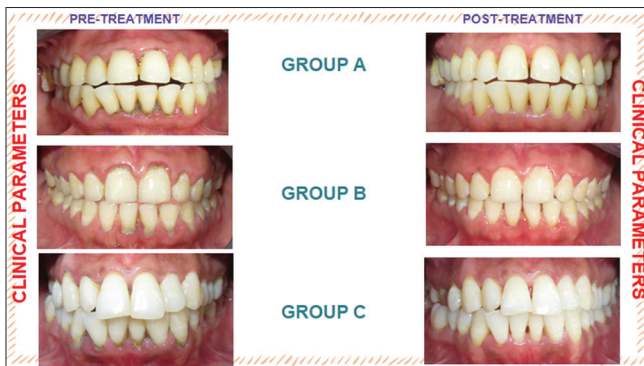 PRE-TREATMENT
POST-TREATMENT
CLINICAL PARAMETERS
GROUP A
GROUP B
GROUP C
CLINICAL PARAMETERS